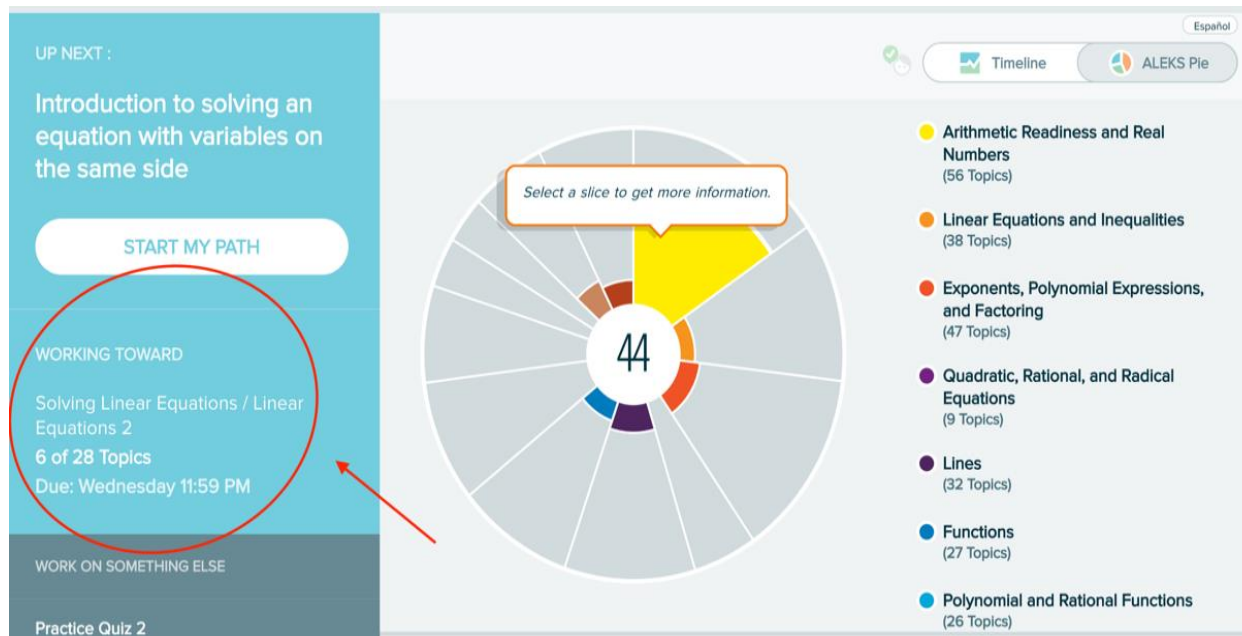 UP NEXT :
Introduction to solving an
equation with variables on
the same side
START MY PATH
WORKING TOWARD
Solving Linear Equations / Linear
Equations 2
6 of 28 Topics
Due: Wednesday 11:59 PM
WORK ON SOMETHING ELSE
Practice Quiz 2
Español
Timeline
ALEKS Pie
Select a slice to get more information.
44
Arithmetic Readiness and Real
Numbers
(56 Topics)
Linear Equations and Inequalities
(38 Topics)
Exponents, Polynomial Expressions,
and Factoring
(47 Topics)
Quadratic, Rational, and Radical
Equations
(9 Topics)
Lines
(32 Topics)
Functions
(27 Topics)
Polynomial and Rational Functions
(26 Topics)